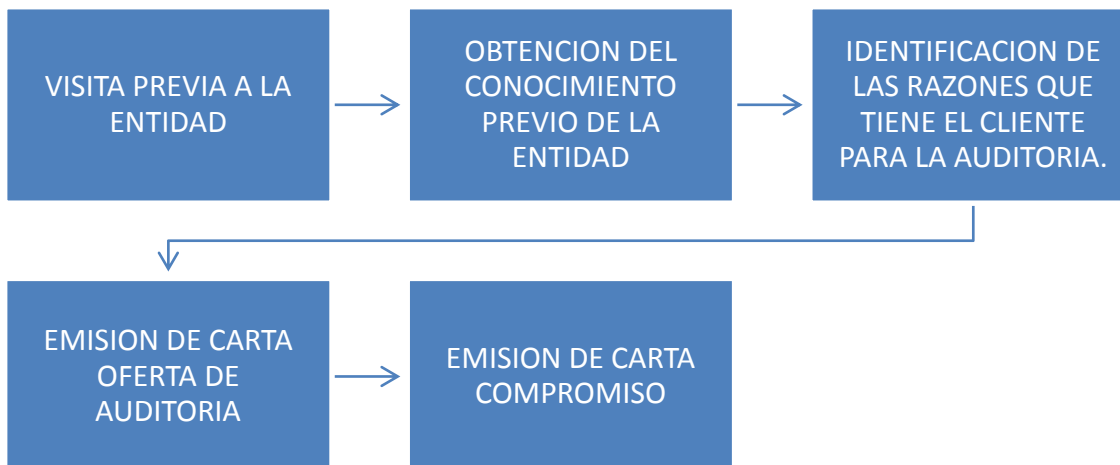 VISITA PREVIA A LA
ENTIDAD
OBTENCION DEL
CONOCIMIENTO
PREVIO DE LA
ENTIDAD
IDENTIFICACION DE
LAS RAZONES QUE
TIENE EL CLIENTE
PARA LA AUDITORIA.
EMISION DE CARTA
OFERTA DE
AUDITORIA
EMISION DE CARTA
COMPROMISO